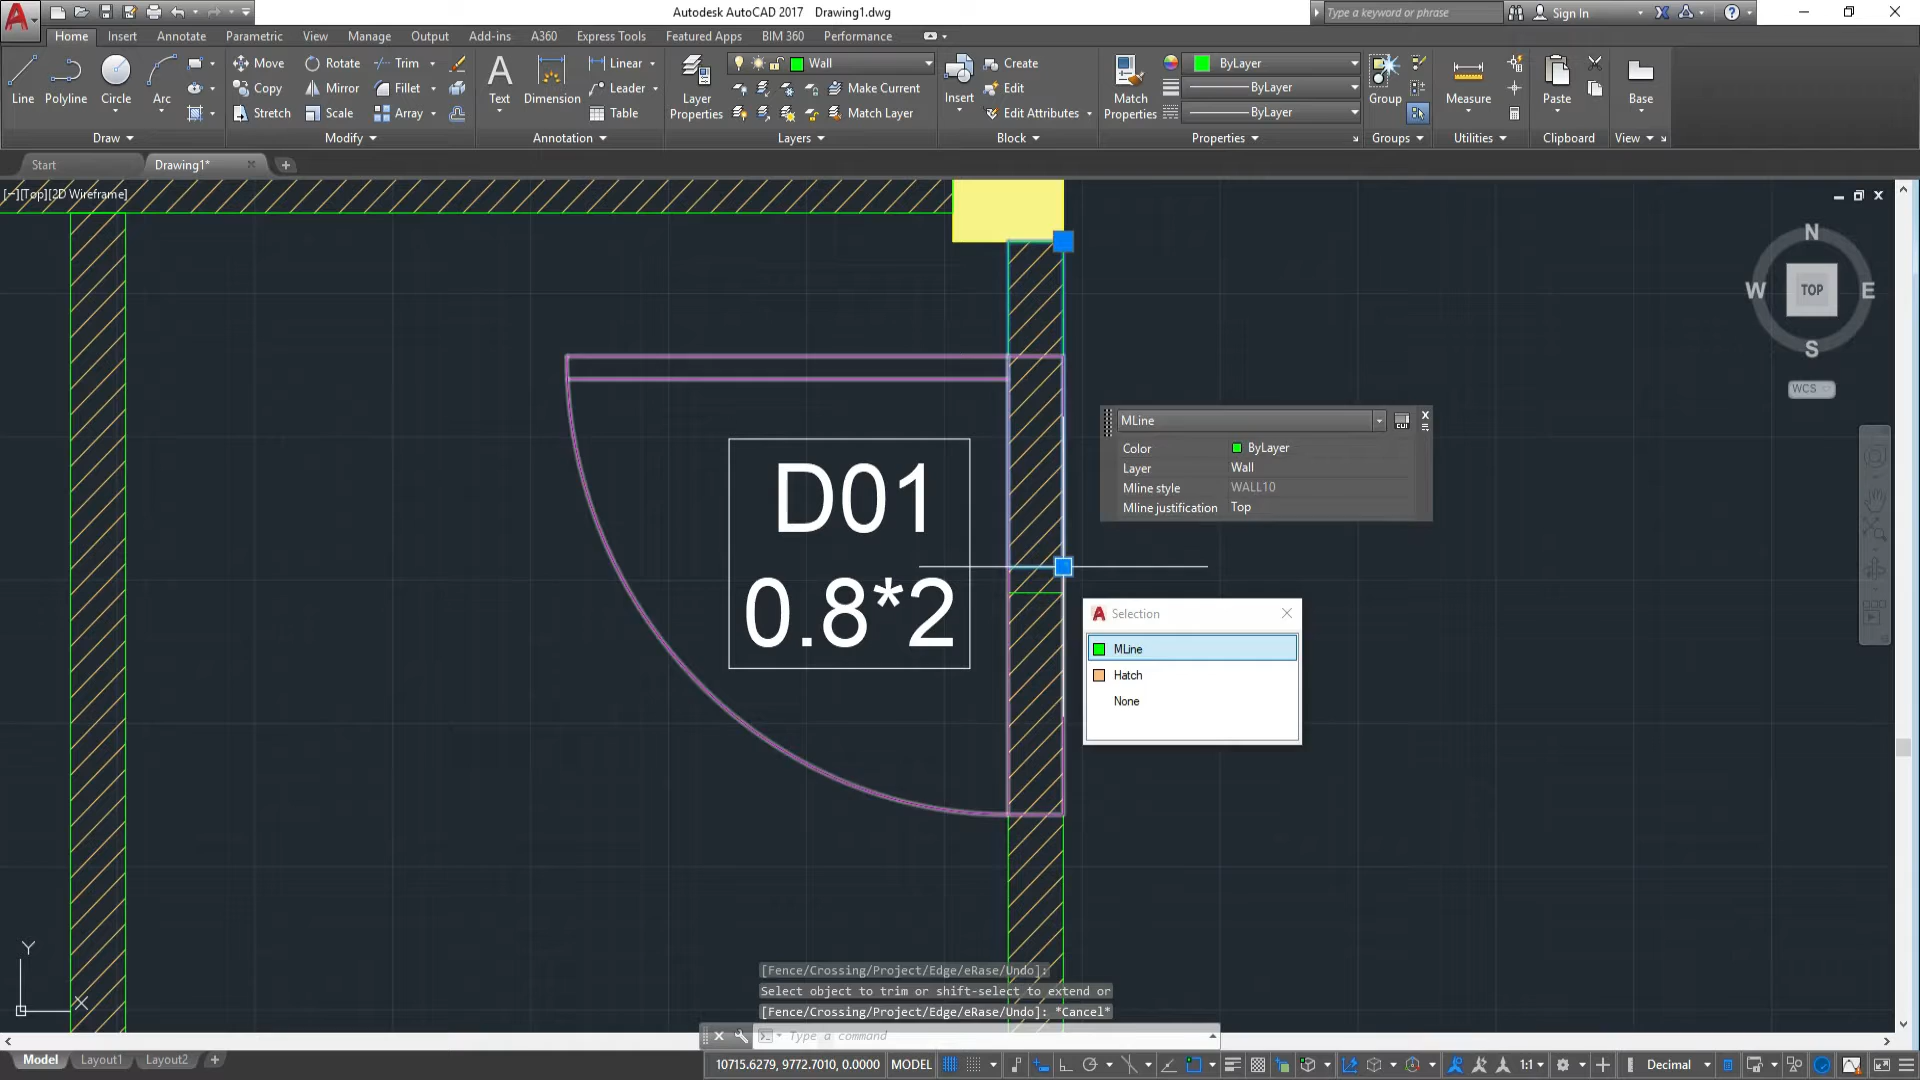 Autodesk AutoCAD 2017 Drawing1.dwg
Type a keyword or phrase
Sign In
Home Insert Annotate Parametric View Manage Output Add-ins A360 Express Tools Featured Apps BIM 360 Performance
Line Polyline Circle Arc
Move Rotate Trim
Copy Mirror Fillet
Stretch Scale Array
Text Dimension
Linear
Leader
Table
Layer Properties
Wall
Make Current
Match Layer
Insert
Create
Edit
Edit Attributes
Match Properties
ByLayer
ByLayer
ByLayer
Group
Measure
Paste
Base
Draw Modify Annotation Layers Block Properties Groups Utilities Clipboard View
Start Drawing1*
[−][Top][2D Wireframe]
N
W TOP E
S
WCS
D01
0.8*2
MLine
CUI
Color ByLayer
Layer Wall
Mline style WALL10
Mline justification Top
Selection
MLine
Hatch
None
Y
X
[Fence/Crossing/Project/Edge/eRase/Undo]:
Select object to trim or shift-select to extend or
[Fence/Crossing/Project/Edge/eRase/Undo]: *Cancel*
Type a command
Model Layout1 Layout2
10715.6279, 9772.7010, 0.0000 MODEL 1:1 Decimal